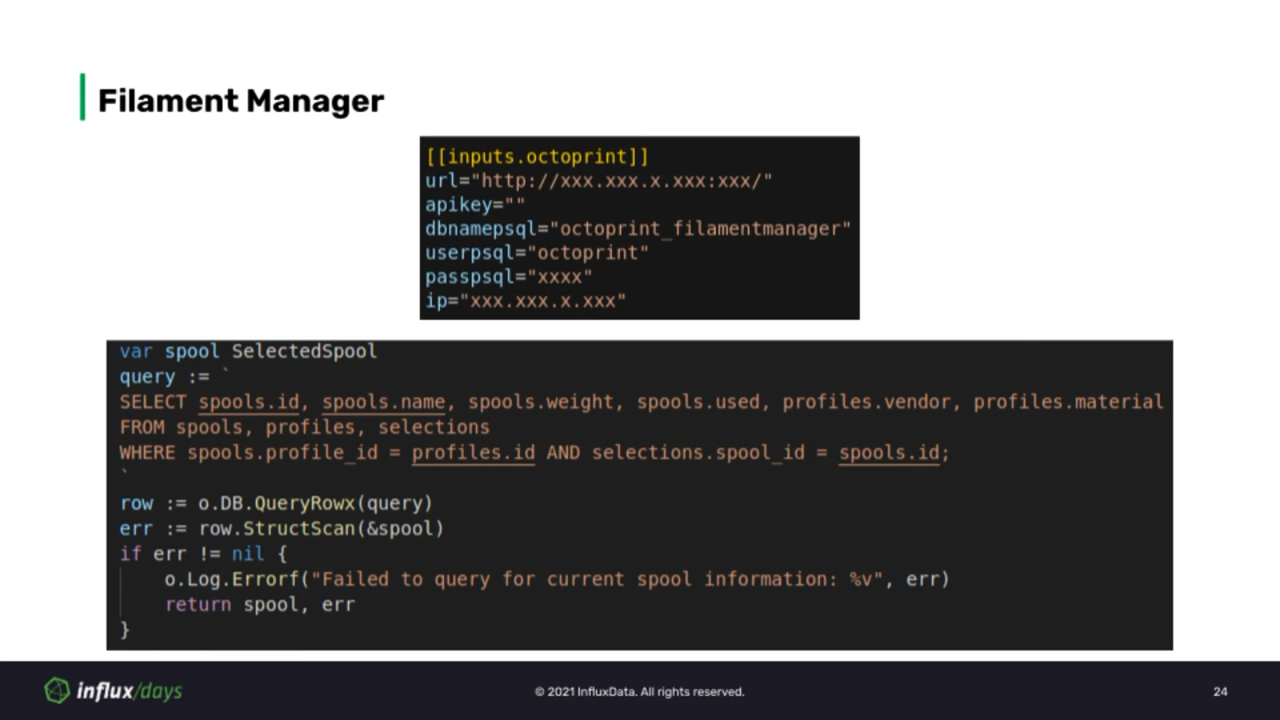 Filament Manager
[[inputs.octoprint]]
url="http://xxx.xxx.x.xxx:xxx/"
apikey=""
dbnamepsql="octoprint_filamentmanager"
userpsql="octoprint"
passpsql="xxxx"
ip="xxx.xxx.x.xxx"
var spool SelectedSpool
query := `
SELECT spools.id, spools.name, spools.weight, spools.used, profiles.vendor, profiles.material
FROM spools, profiles, selections
WHERE spools.profile_id = profiles.id AND selections.spool_id = spools.id;
`
row := o.DB.QueryRowx(query)
err := row.StructScan(&spool)
if err != nil {
    o.Log.Errorf("Failed to query for current spool information: %v", err)
    return spool, err
}
influx/days
© 2021 InfluxData. All rights reserved.
24